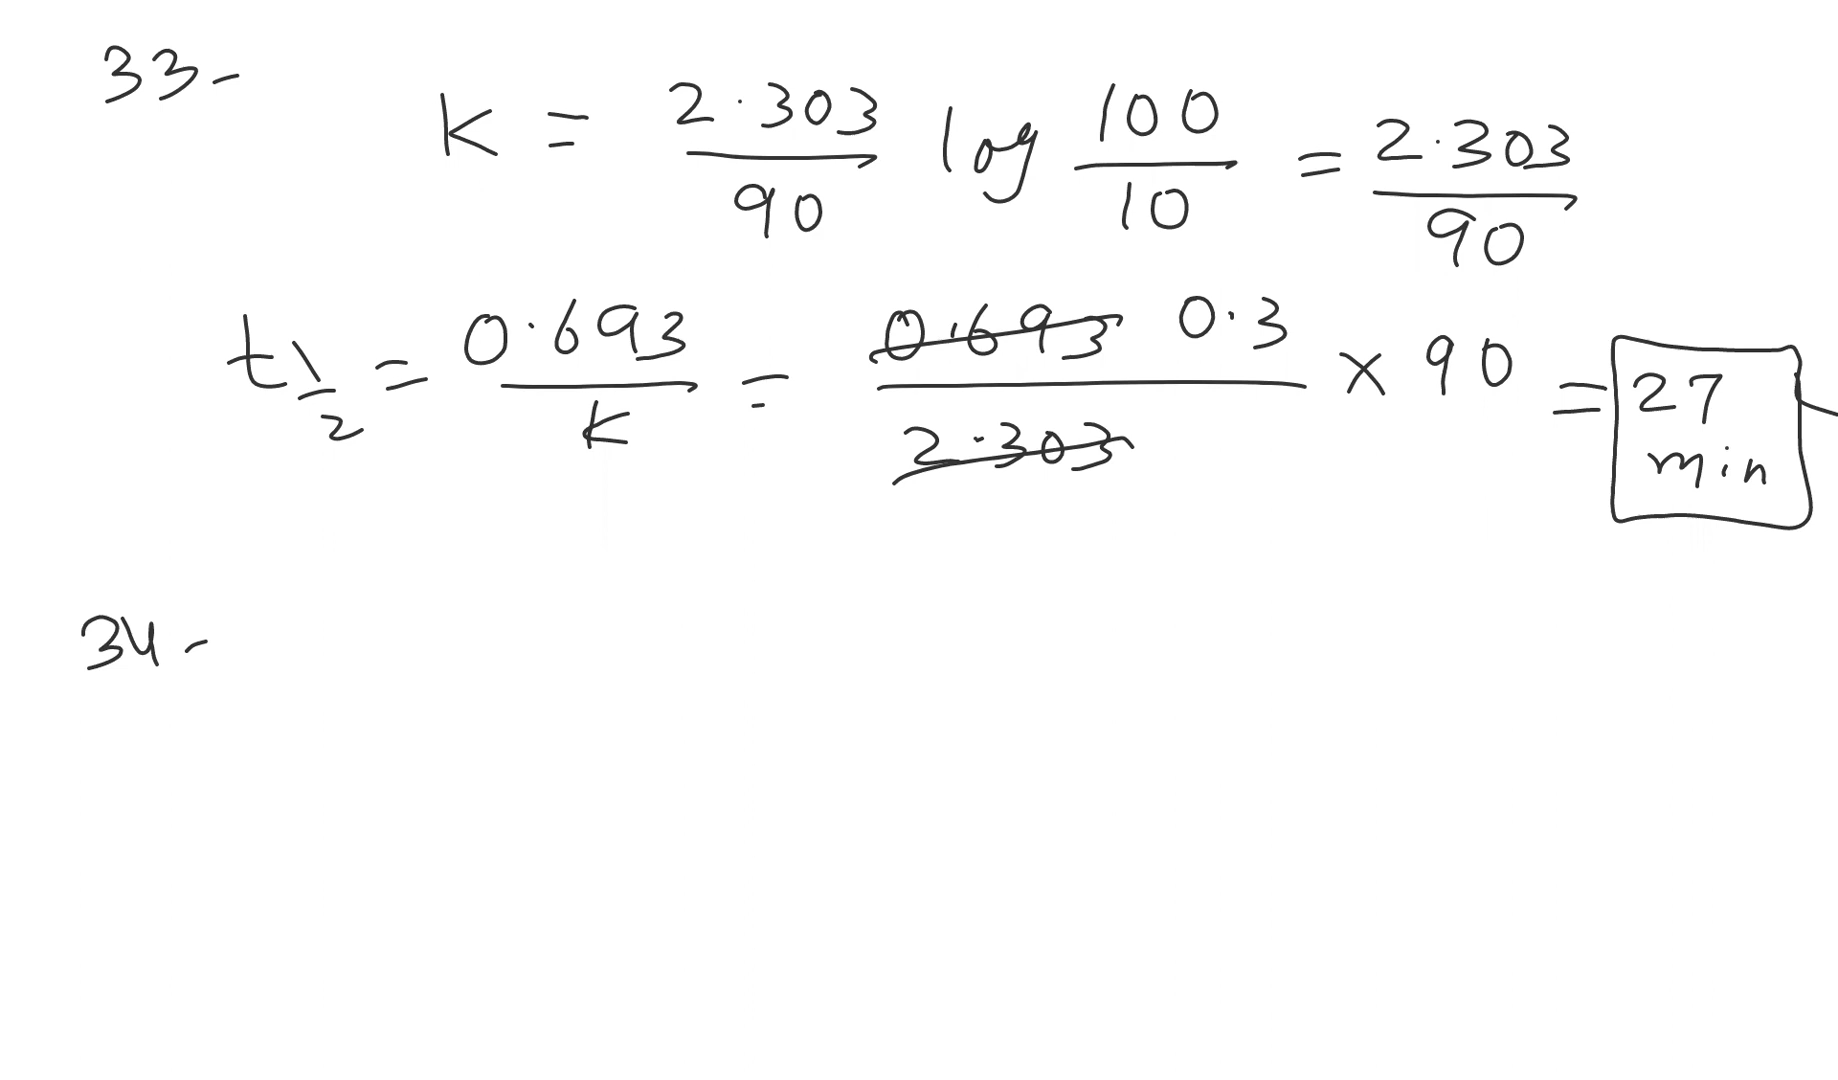 33-
K = 2.303/90 log 100/10 = 2.303/90
t1/2 = 0.693/K = 0.693 0.3/2.303 × 90 = 27 min
34-